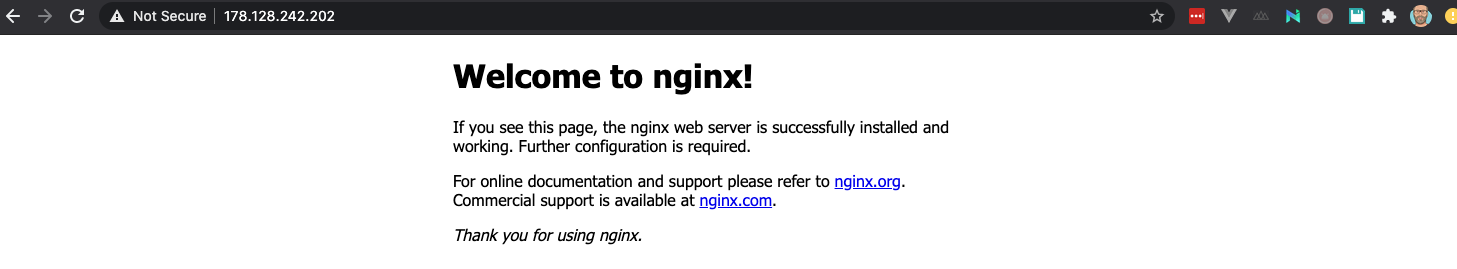 Not Secure 178.128.242.202
Welcome to nginx!
If you see this page, the nginx web server is successfully installed and
working. Further configuration is required.
For online documentation and support please refer to nginx.org.
Commercial support is available at nginx.com.
Thank you for using nginx.